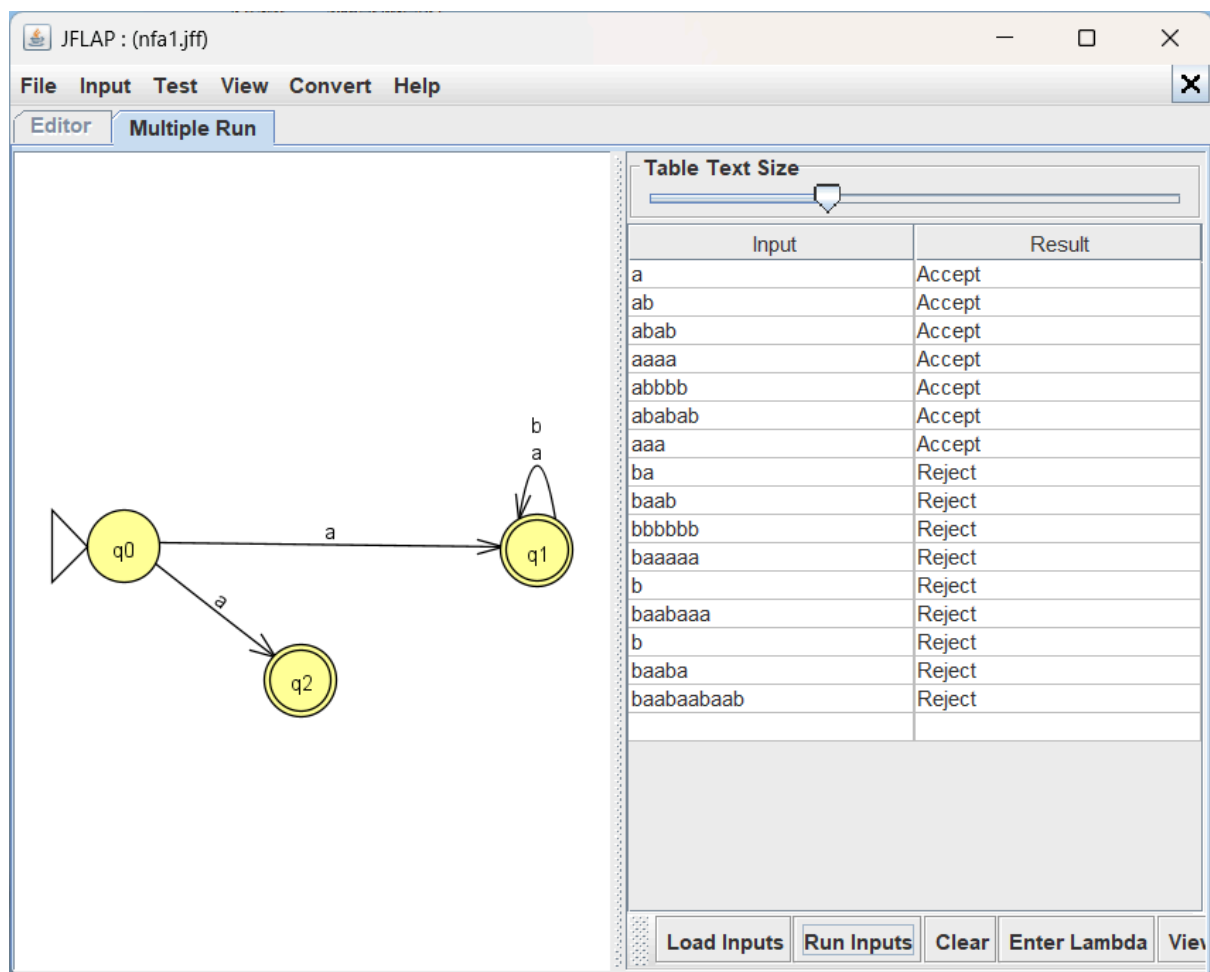 JFLAP : (nfa1.jff)
File Input Test View Convert Help
Editor Multiple Run
Table Text Size
Input Result
a Accept
ab Accept
abab Accept
aaaa Accept
abbbb Accept
ababab Accept
aaa Accept
ba Reject
baab Reject
bbbbbb Reject
baaaaa Reject
b Reject
baabaaa Reject
b Reject
baaba Reject
baabaabaab Reject
b
a
q0
a
q1
a
q2
Load Inputs Run Inputs Clear Enter Lambda